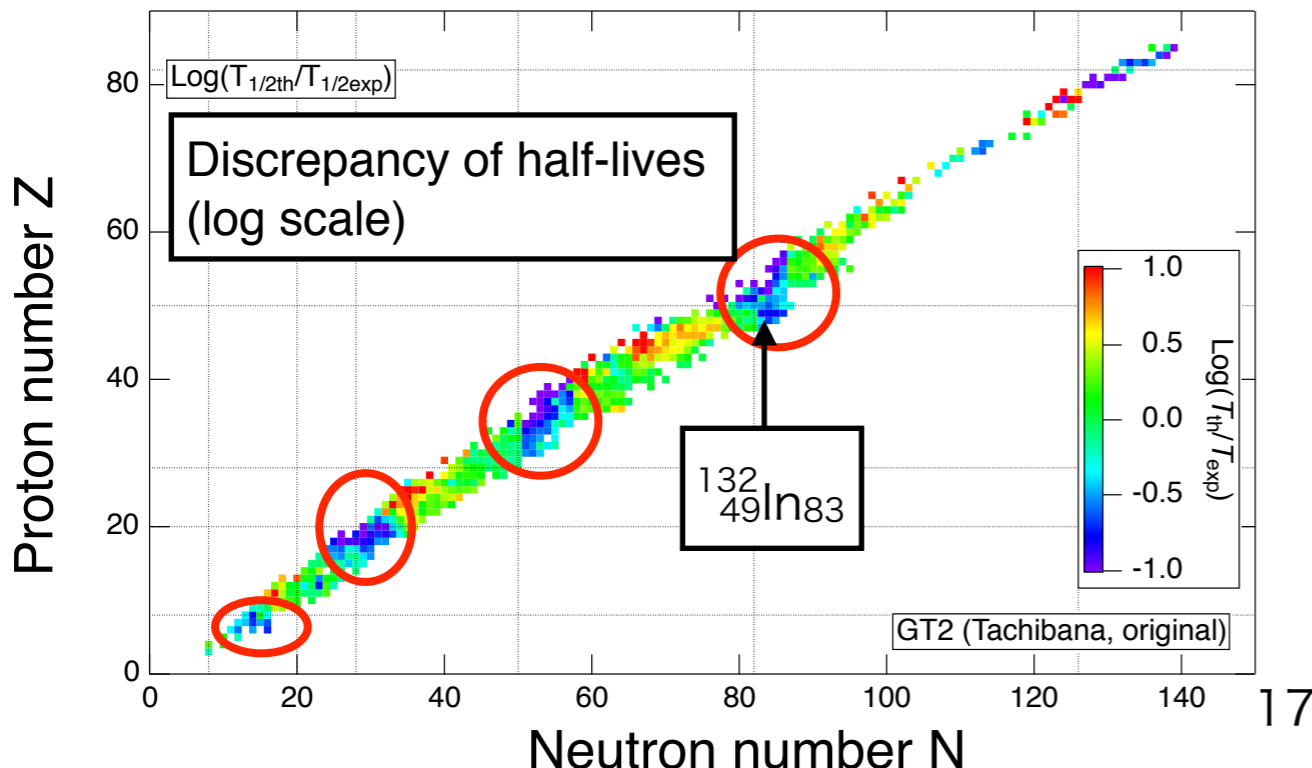 Log(T1/2th/T1/2exp)
Discrepancy of half-lives
(log scale)
Proton number Z
80
60
40
20
0
132
49In83
1.0
0.5
0.0
-0.5
-1.0
Log(Tth/Texp)
GT2 (Tachibana, original)
0 20 40 60 80 100 120 140
Neutron number N
17